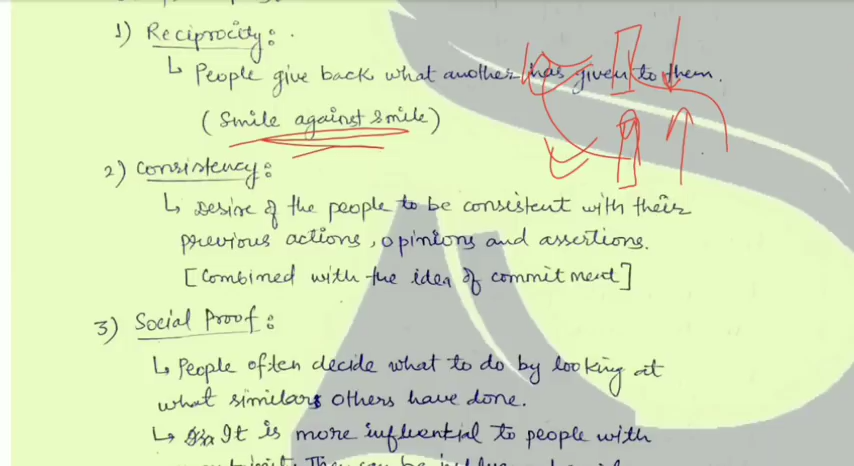 1) Reciprocity:
↳ People give back what another has given to them.
(Smile against smile)
2) Consistency:
↳ Desire of the people to be consistent with their
previous actions, opinions and assertions.
[Combined with the idea of commitment]
3) Social Proof:
↳ People often decide what to do by looking at
what similars others have done.
↳ It is more influential to people with